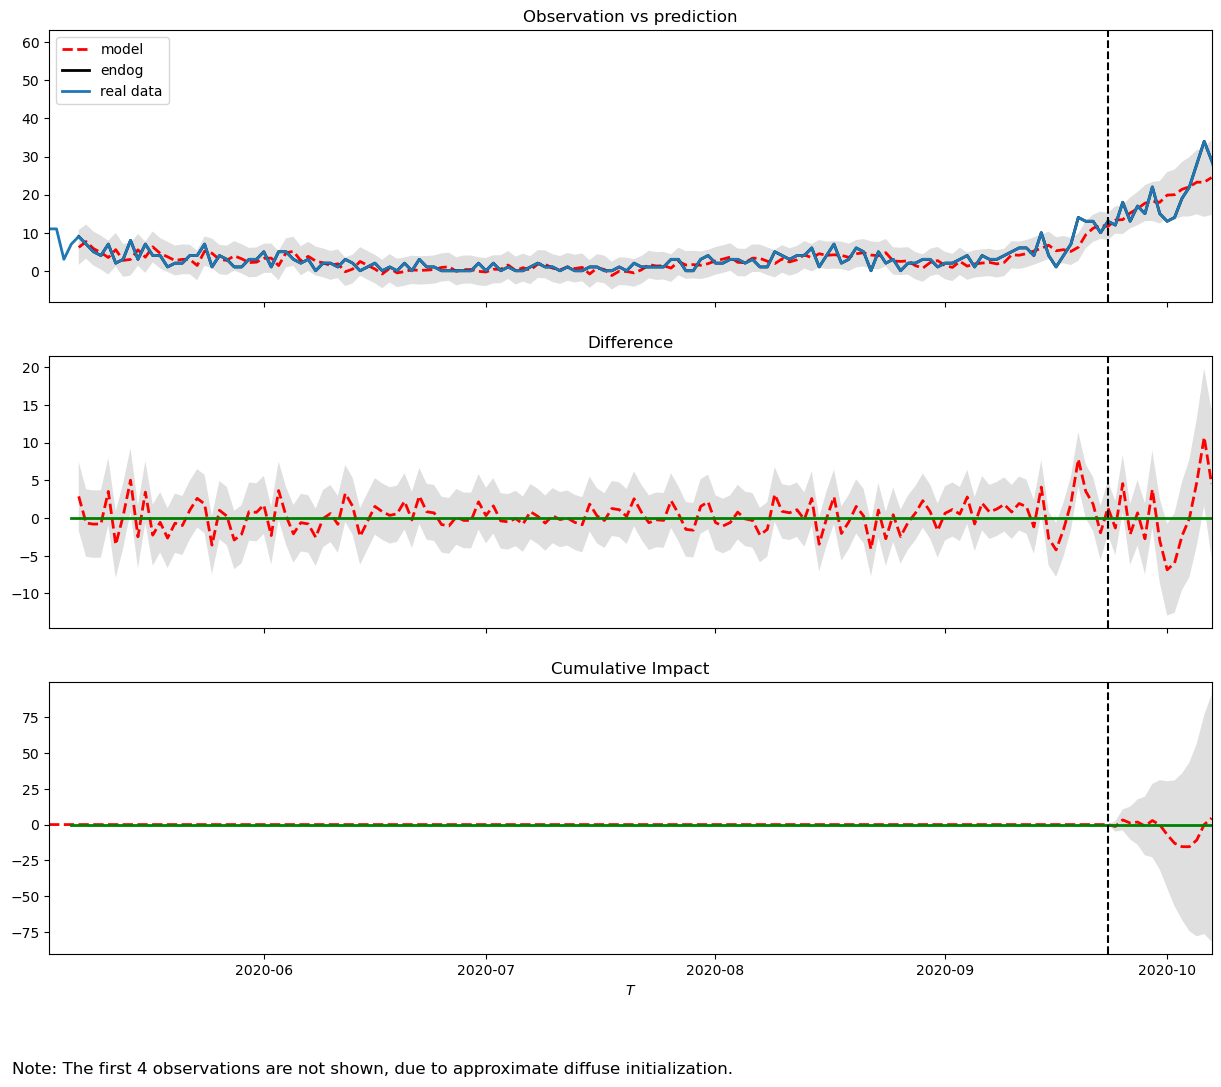 Observation vs prediction
60
50
40
30
20
10
0
model
endog
real data
Difference
20
15
10
5
0
−5
−10
Cumulative Impact
75
50
25
0
−25
−50
−75
2020-06 2020-07 2020-08 2020-09 2020-10
T
Note: The first 4 observations are not shown, due to approximate diffuse initialization.